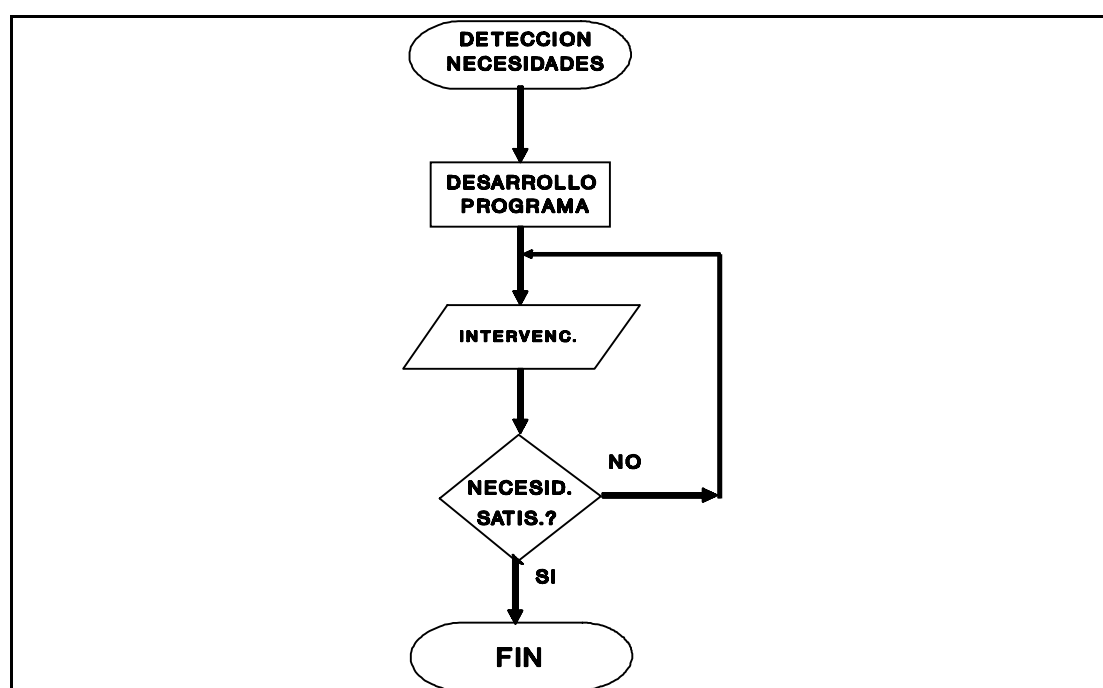 DETECCION
NECESIDADES
DESARROLLO
PROGRAMA
INTERVENC.
NO
NECESID.
SATIS.?
SI
FIN